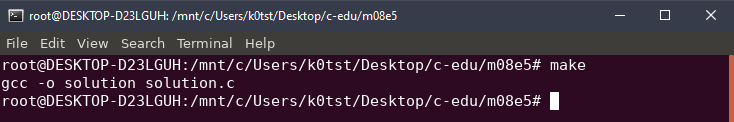 root@DESKTOP-D23LGUH: /mnt/c/Users/k0tst/Desktop/c-edu/m08e5
File Edit View Search Terminal Help
root@DESKTOP-D23LGUH:/mnt/c/Users/k0tst/Desktop/c-edu/m08e5# make
gcc -o solution solution.c
root@DESKTOP-D23LGUH:/mnt/c/Users/k0tst/Desktop/c-edu/m08e5#